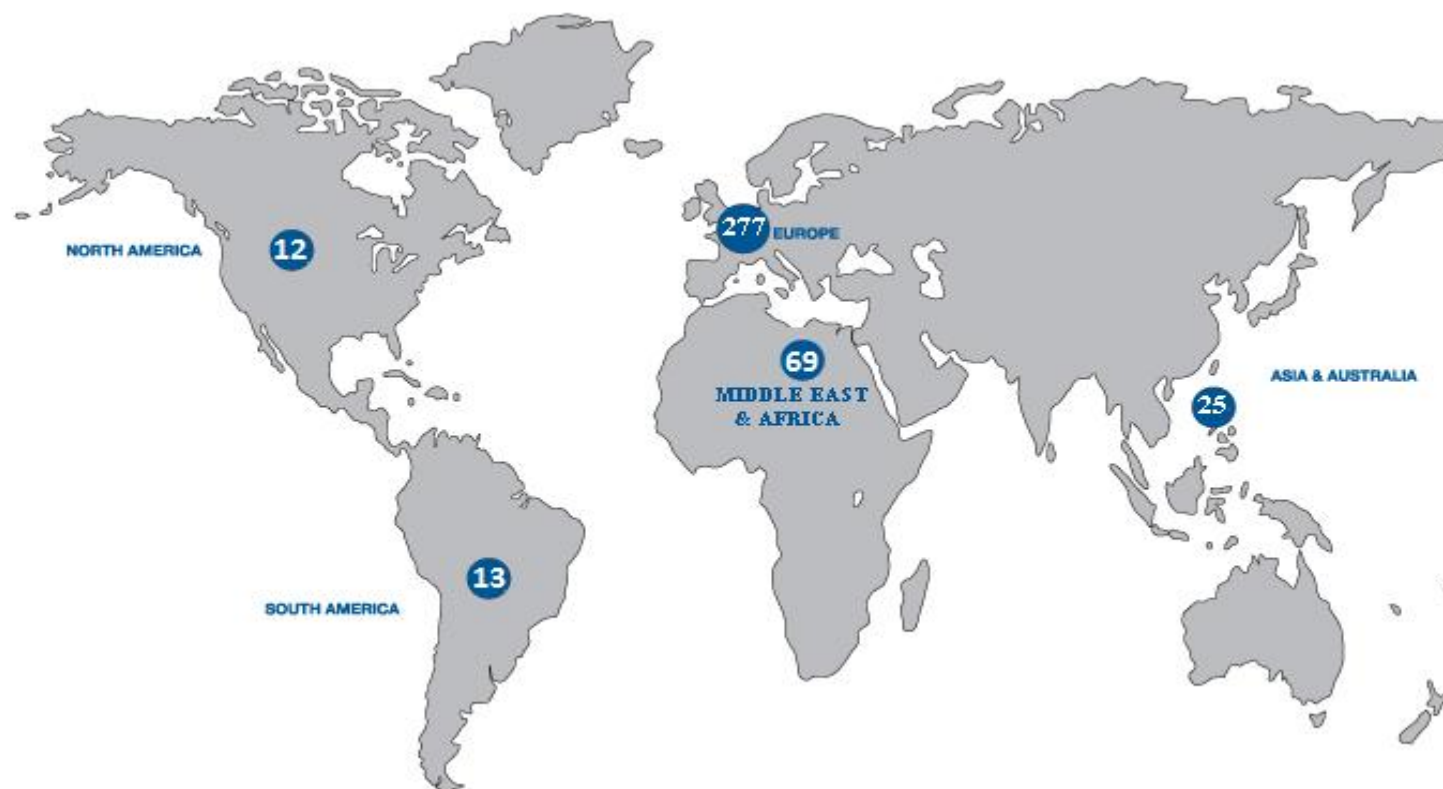 277
EUROPE
NORTH AMERICA
12
69
MIDDLE EAST
& AFRICA
ASIA & AUSTRALIA
25
13
SOUTH AMERICA